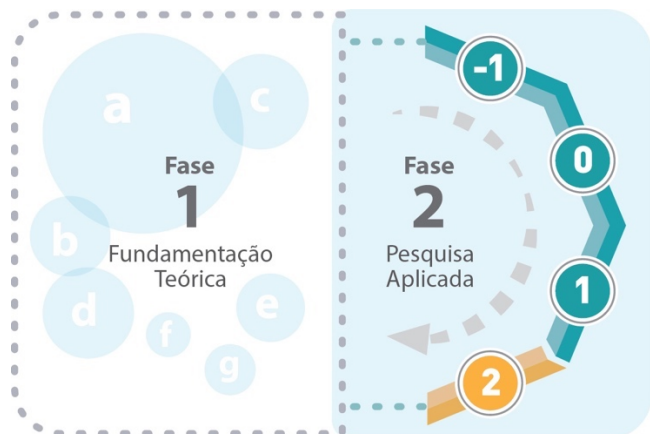 a
c
b
d
f
g
e
Fase
1
Fundamentação
Teórica
Fase
2
Pesquisa
Aplicada
-1
0
1
2